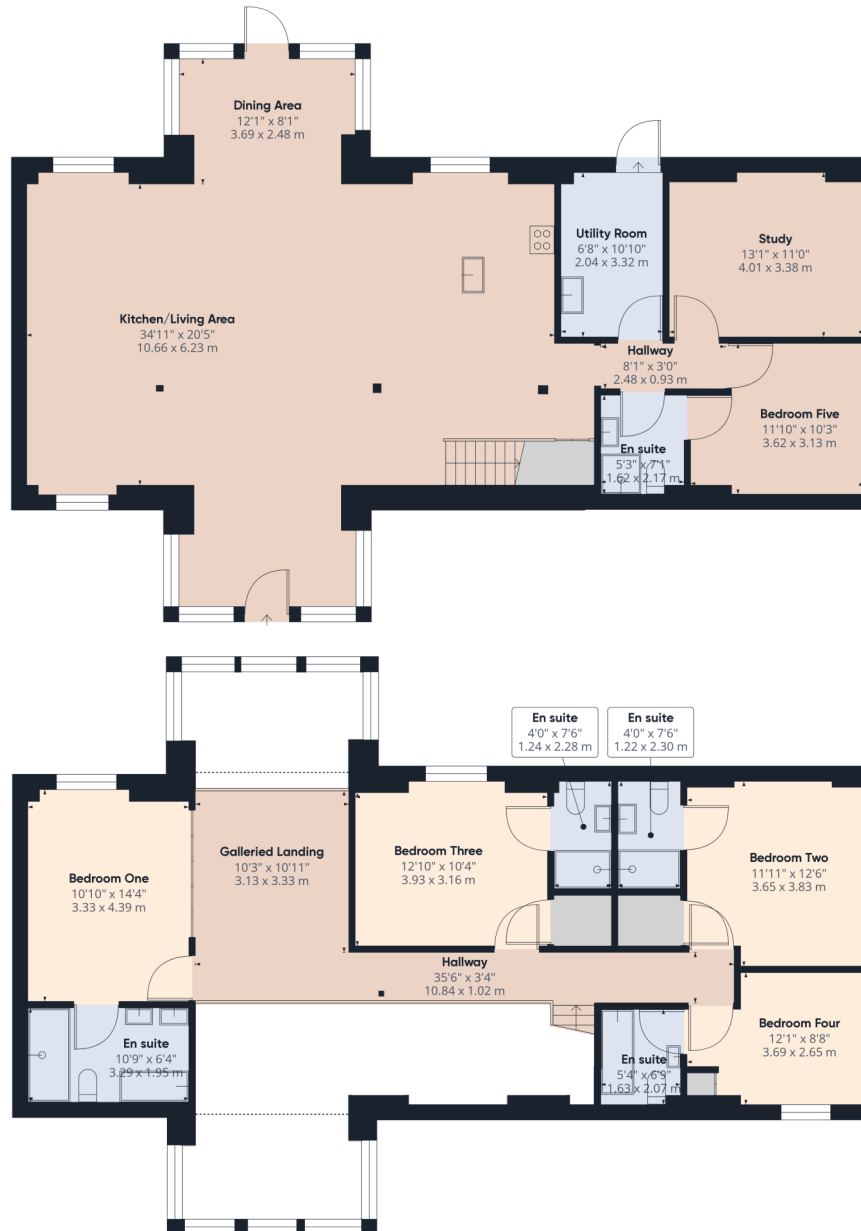 Dining Area
12'1" x 8'1"
3.69 x 2.48 m
Utility Room
6'8" x 10'10"
2.04 x 3.32 m
Study
13'1" x 11'0"
4.01 x 3.38 m
Kitchen/Living Area
34'11" x 20'5"
10.66 x 6.23 m
Hallway
8'1" x 3'0"
2.48 x 0.93 m
Bedroom Five
11'10" x 10'3"
3.62 x 3.13 m
En suite
5'3" x 7'1"
1.62 x 2.17 m
En suite
4'0" x 7'6"
1.24 x 2.28 m
En suite
4'0" x 7'6"
1.22 x 2.30 m
Bedroom One
10'10" x 14'4"
3.33 x 4.39 m
Galleried Landing
10'3" x 10'11"
3.13 x 3.33 m
Bedroom Three
12'10" x 10'4"
3.93 x 3.16 m
Bedroom Two
11'11" x 12'6"
3.65 x 3.83 m
Hallway
35'6" x 3'4"
10.84 x 1.02 m
En suite
10'9" x 6'4"
3.29 x 1.95 m
En suite
5'4" x 6'9"
1.63 x 2.07 m
Bedroom Four
12'1" x 8'8"
3.69 x 2.65 m